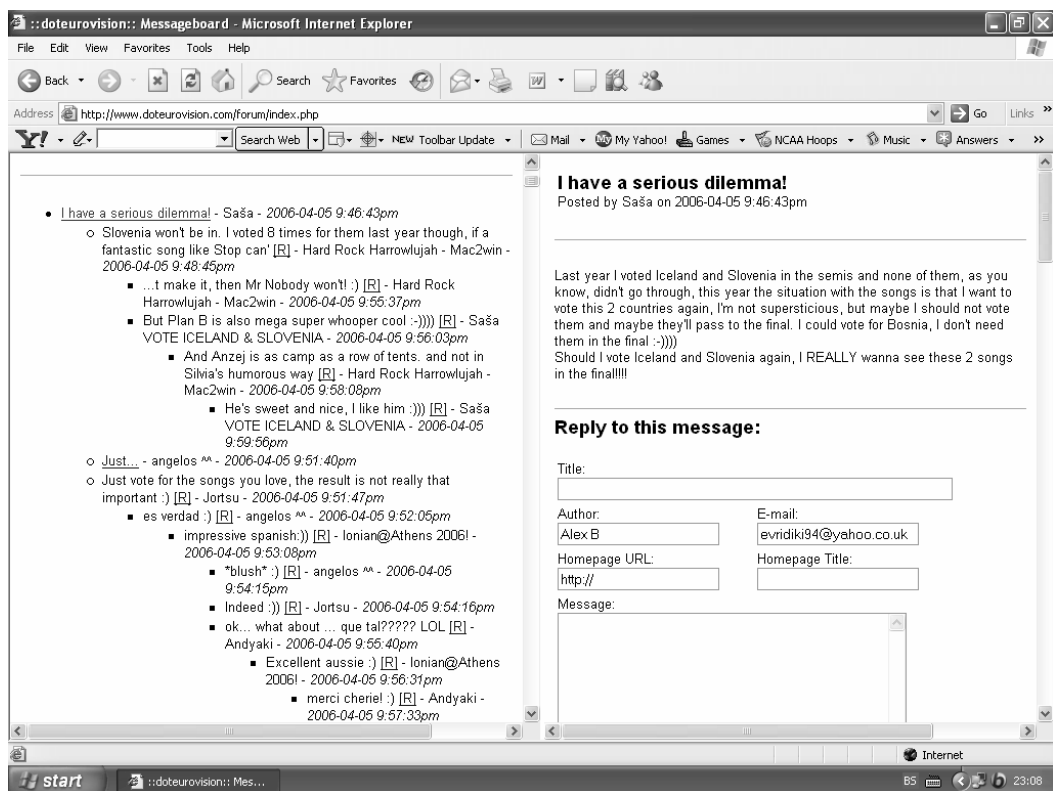 ::doteurovision:: Messageboard - Microsoft Internet Explorer
File Edit View Favorites Tools Help
Back Search Favorites
Address http://www.doteurovision.com/forum/index.php Go Links »
Y! Search Web NEW Toolbar Update Mail My Yahoo! Games NCAA Hoops Music Answers »
• I have a serious dilemma! - Saša - 2006-04-05 9:46:43pm
o Slovenia won't be in. I voted 8 times for them last year though, if a
fantastic song like Stop can' [R] - Hard Rock Harrowlujah - Mac2win -
2006-04-05 9:48:45pm
▪ ...t make it, then Mr Nobody won't! :) [R] - Hard Rock
Harrowlujah - Mac2win - 2006-04-05 9:55:37pm
▪ But Plan B is also mega super whooper cool :-)))) [R] - Saša
VOTE ICELAND & SLOVENIA - 2006-04-05 9:56:03pm
▪ And Anzej is as camp as a row of tents. and not in
Silvia's humorous way [R] - Hard Rock Harrowlujah -
Mac2win - 2006-04-05 9:58:08pm
▪ He's sweet and nice, I like him :))) [R] - Saša
VOTE ICELAND & SLOVENIA - 2006-04-05
9:59:56pm
o Just... - angelos ^^ - 2006-04-05 9:51:40pm
o Just vote for the songs you love, the result is not really that
important :) [R] - Jortsu - 2006-04-05 9:51:47pm
▪ es verdad :) [R] - angelos ^^ - 2006-04-05 9:52:05pm
▪ impressive spanish:)) [R] - Ionian@Athens 2006! -
2006-04-05 9:53:08pm
▪ *blush* :) [R] - angelos ^^ - 2006-04-05
9:54:15pm
▪ Indeed :)) [R] - Jortsu - 2006-04-05 9:54:16pm
▪ ok... what about ... que tal????? LOL [R] -
Andyaki - 2006-04-05 9:55:40pm
▪ Excellent aussie :) [R] - Ionian@Athens
2006! - 2006-04-05 9:56:31pm
▪ merci cherie! :) [R] - Andyaki -
2006-04-05 9:57:33pm
I have a serious dilemma!
Posted by Saša on 2006-04-05 9:46:43pm
Last year I voted Iceland and Slovenia in the semis and none of them, as you
know, didn't go through, this year the situation with the songs is that I want to
vote this 2 countries again, I'm not supersticious, but maybe I should not vote
them and maybe they'll pass to the final. I could vote for Bosnia, I don't need
them in the final :-))))
Should I vote Iceland and Slovenia again, I REALLY wanna see these 2 songs
in the final!!!!
Reply to this message:
Title:
Author: E-mail:
Alex B evridiki94@yahoo.co.uk
Homepage URL: Homepage Title:
http://
Message:
Internet
start ::doteurovision:: Mes... BS 23:08